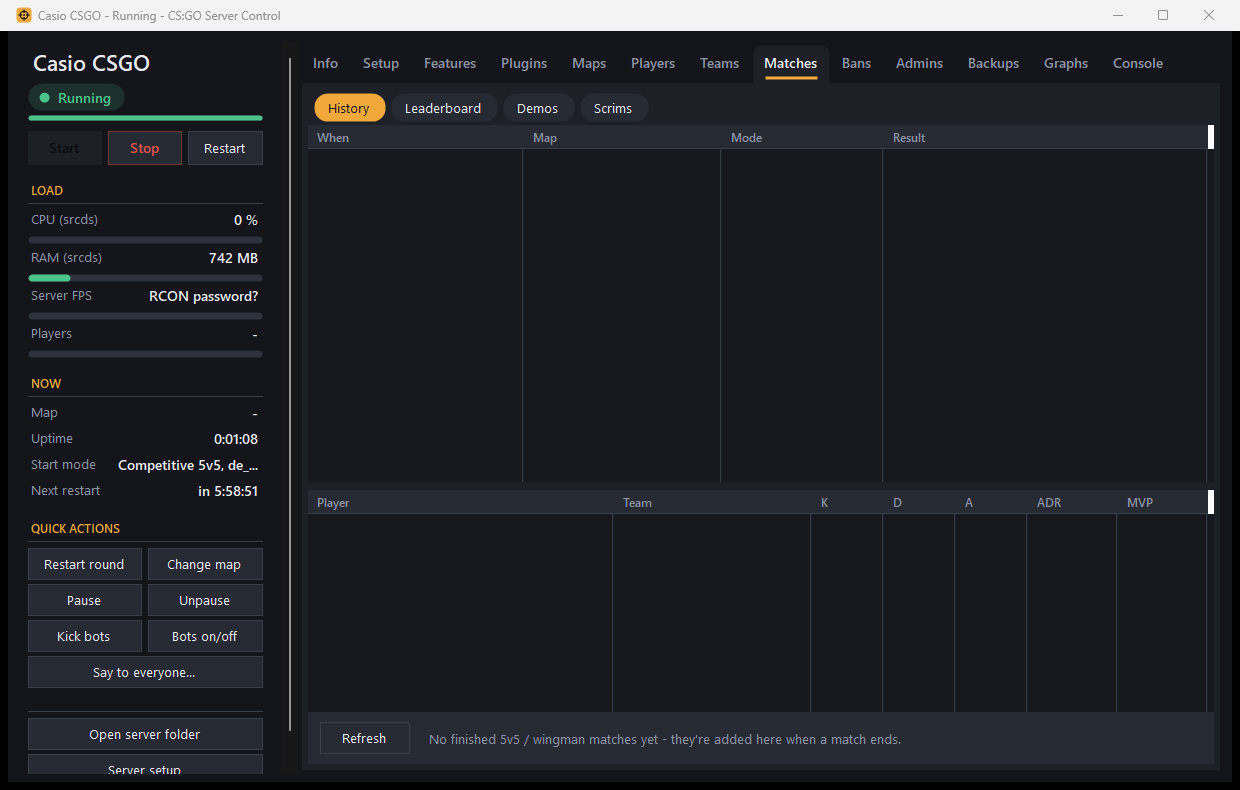 Casio CSGO - Running - CS:GO Server Control
Casio CSGO
Running
Start Stop Restart
LOAD
CPU (srcds) 0 %
RAM (srcds) 742 MB
Server FPS RCON password?
Players -
NOW
Map -
Uptime 0:01:08
Start mode Competitive 5v5, de_...
Next restart in 5:58:51
QUICK ACTIONS
Restart round Change map
Pause Unpause
Kick bots Bots on/off
Say to everyone...
Open server folder
Server setup
Info Setup Features Plugins Maps Players Teams Matches Bans Admins Backups Graphs Console
History Leaderboard Demos Scrims
When Map Mode Result
Player Team K D A ADR MVP
Refresh No finished 5v5 / wingman matches yet - they're added here when a match ends.